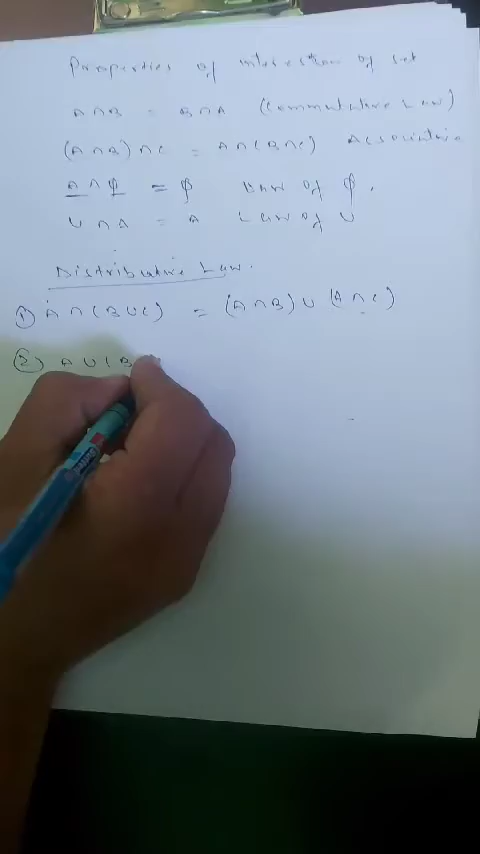 Properties of intersection of set
A∩B = B∩A (Commutative Law)
(A∩B)∩C = A∩(B∩C) Associative
A∩φ = φ Law of φ.
U∩A = A Law of U
Distributive Law.
① A∩(B∪C) = (A∩B)∪(A∩C)
② A∪(B